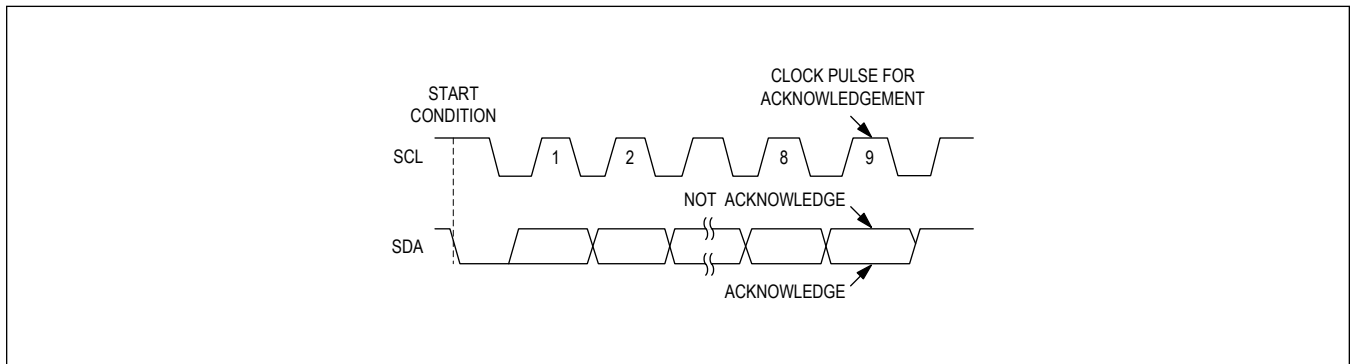 CLOCK PULSE FOR
ACKNOWLEDGEMENT
START
CONDITION
SCL
1
2
8
9
NOT ACKNOWLEDGE
SDA
ACKNOWLEDGE